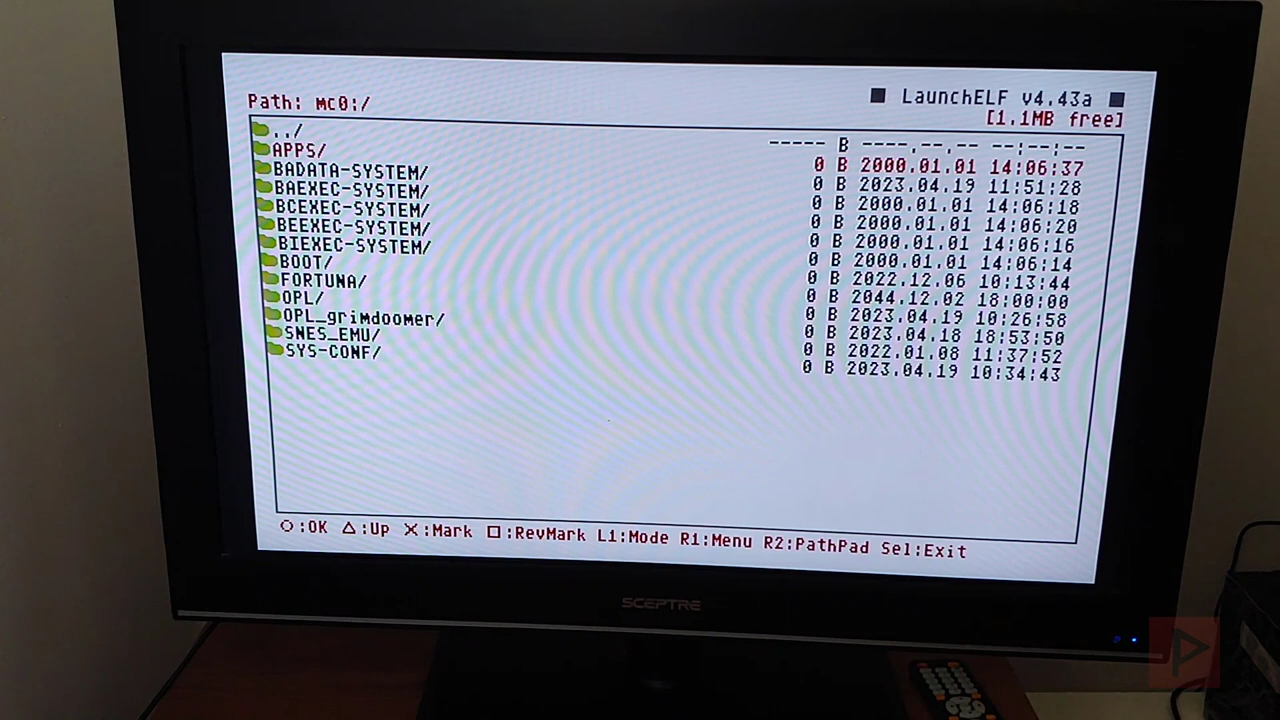 Path: mc0:/ ■ LaunchELF v4.43a ■
[1.1MB free]
../ ----- B ----.--.-- --:--:--
APPS/ 0 B 2000.01.01 14:06:37
BADATA-SYSTEM/ 0 B 2023.04.19 11:51:28
BAEXEC-SYSTEM/ 0 B 2000.01.01 14:06:18
BCEXEC-SYSTEM/ 0 B 2000.01.01 14:06:20
BEEXEC-SYSTEM/ 0 B 2000.01.01 14:06:16
BIEXEC-SYSTEM/ 0 B 2000.01.01 14:06:14
BOOT/ 0 B 2022.12.06 10:13:44
FORTUNA/ 0 B 2044.12.02 18:00:00
OPL/ 0 B 2023.04.19 10:26:58
OPL_grimdoomer/ 0 B 2023.04.18 18:53:50
SNES_EMU/ 0 B 2022.01.08 11:37:52
SYS-CONF/ 0 B 2023.04.19 10:34:43
○:OK △:Up ✕:Mark □:RevMark L1:Mode R1:Menu R2:PathPad Sel:Exit
SCEPTRE